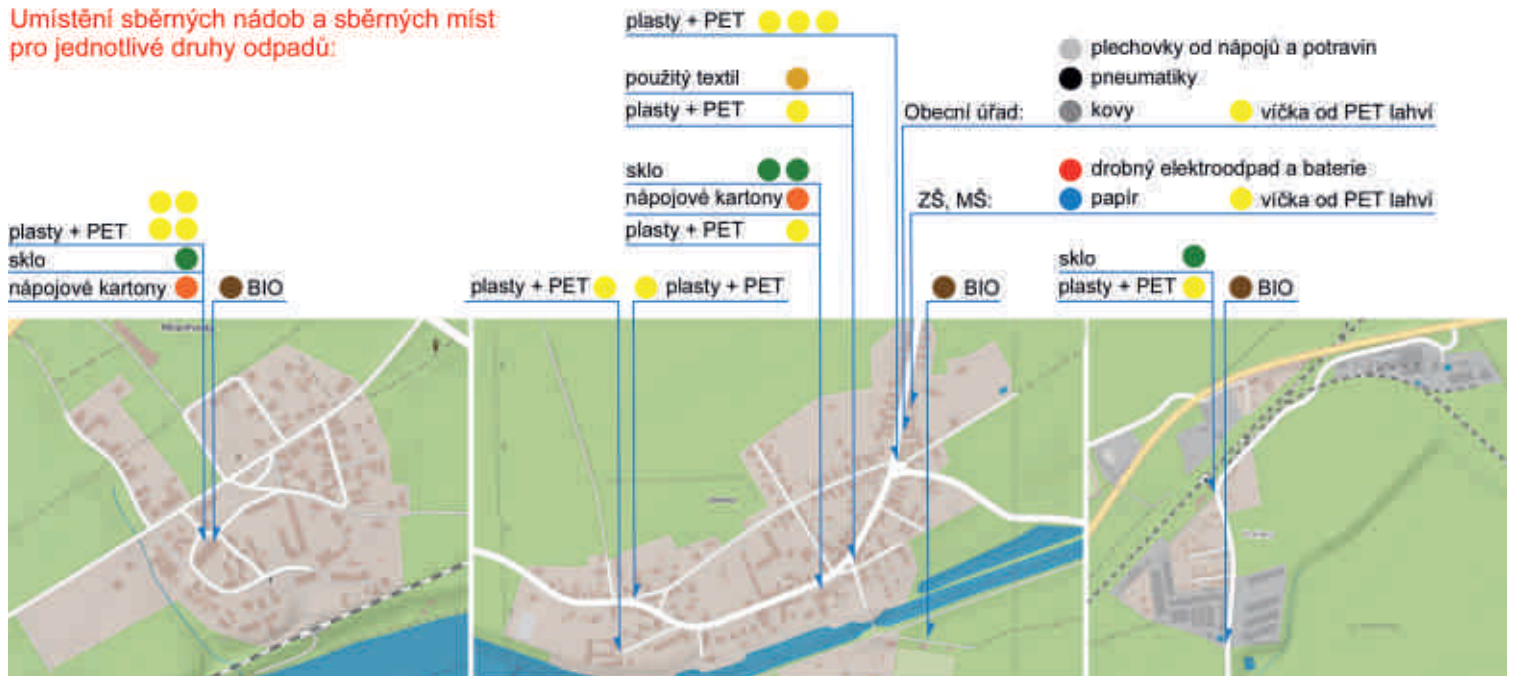 Umístění sběrných nádob a sběrných míst
pro jednotlivé druhy odpadů:
plasty + PET
sklo
nápojové kartony
BIO
plasty + PET
použitý textil
plasty + PET
sklo
nápojové kartony
plasty + PET
plasty + PET
plasty + PET
Obecní úřad:
plechovky od nápojů a potravin
pneumatiky
kovy
víčka od PET lahví
ZŠ, MŠ:
drobný elektroodpad a baterie
papír
víčka od PET lahví
BIO
sklo
plasty + PET
BIO